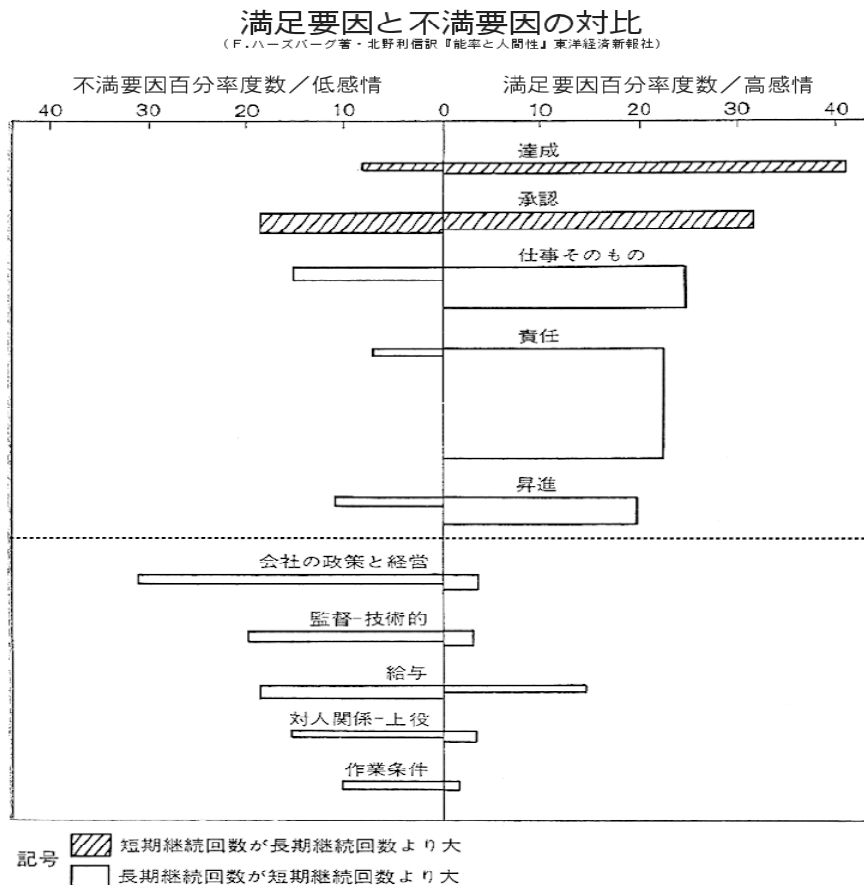 満足要因と不満要因の対比
(F.ハーズバーグ著・北野利信訳『能率と人間性』東洋経済新報社)
不満要因百分率度数／低感情
満足要因百分率度数／高感情
40 30 20 10 0 10 20 30 40
達成
承認
仕事そのもの
責任
昇進
会社の政策と経営
監督-技術的
給与
対人関係-上役
作業条件
記号
短期継続回数が長期継続回数より大
長期継続回数が短期継続回数より大